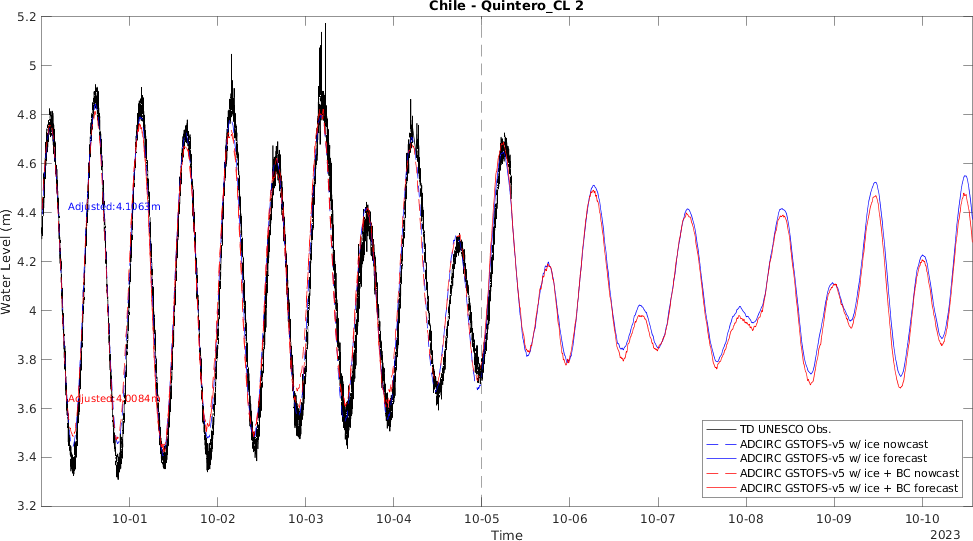 Chile - Quintero_CL 2
5.2
5
4.8
4.6
4.4
4.2
4
3.8
3.6
3.4
3.2
Water Level (m)
Adjusted:4.1063m
Adjusted:4.0084m
TD UNESCO Obs.
ADCIRC GSTOFS-v5 w/ ice nowcast
ADCIRC GSTOFS-v5 w/ ice forecast
ADCIRC GSTOFS-v5 w/ ice + BC nowcast
ADCIRC GSTOFS-v5 w/ ice + BC forecast
10-01 10-02 10-03 10-04 10-05 10-06 10-07 10-08 10-09 10-10
Time 2023